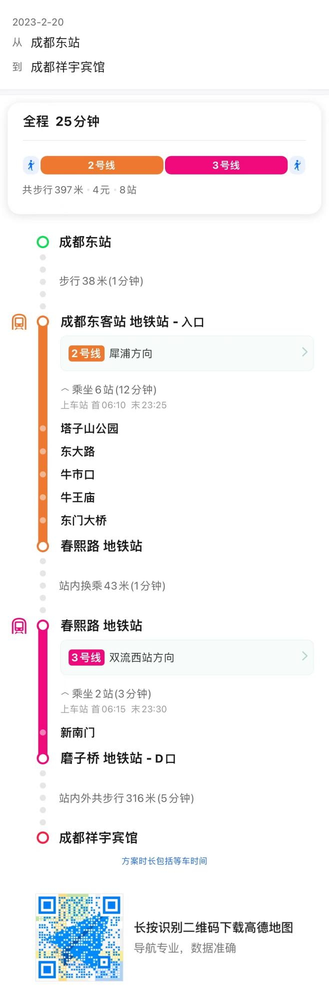 2023-2-20
从 成都东站
到 成都祥宇宾馆
全程 25分钟
2号线 3号线
共步行397米·4元·8站
成都东站
步行38米(1分钟)
成都东客站 地铁站 - 入口
2号线 犀浦方向
乘坐6站(12分钟)
上车站 首06:10 末23:25
塔子山公园
东大路
牛市口
牛王庙
东门大桥
春熙路 地铁站
站内换乘43米(1分钟)
春熙路 地铁站
3号线 双流西站方向
乘坐2站(3分钟)
上车站 首06:15 末23:30
新南门
磨子桥 地铁站 - D口
站内外共步行316米(5分钟)
成都祥宇宾馆
方案时长包括等车时间
长按识别二维码下载高德地图
导航专业，数据准确